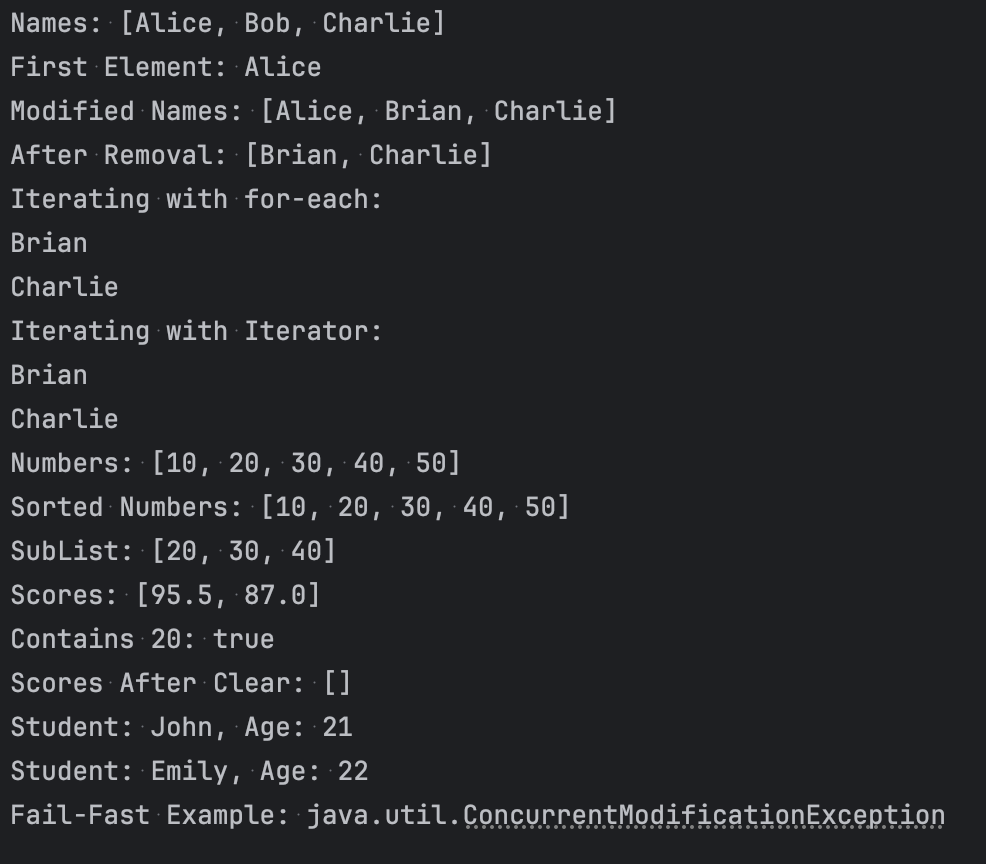 Names: [Alice, Bob, Charlie]
First Element: Alice
Modified Names: [Alice, Brian, Charlie]
After Removal: [Brian, Charlie]
Iterating with for-each:
Brian
Charlie
Iterating with Iterator:
Brian
Charlie
Numbers: [10, 20, 30, 40, 50]
Sorted Numbers: [10, 20, 30, 40, 50]
SubList: [20, 30, 40]
Scores: [95.5, 87.0]
Contains 20: true
Scores After Clear: []
Student: John, Age: 21
Student: Emily, Age: 22
Fail-Fast Example: java.util.ConcurrentModificationException